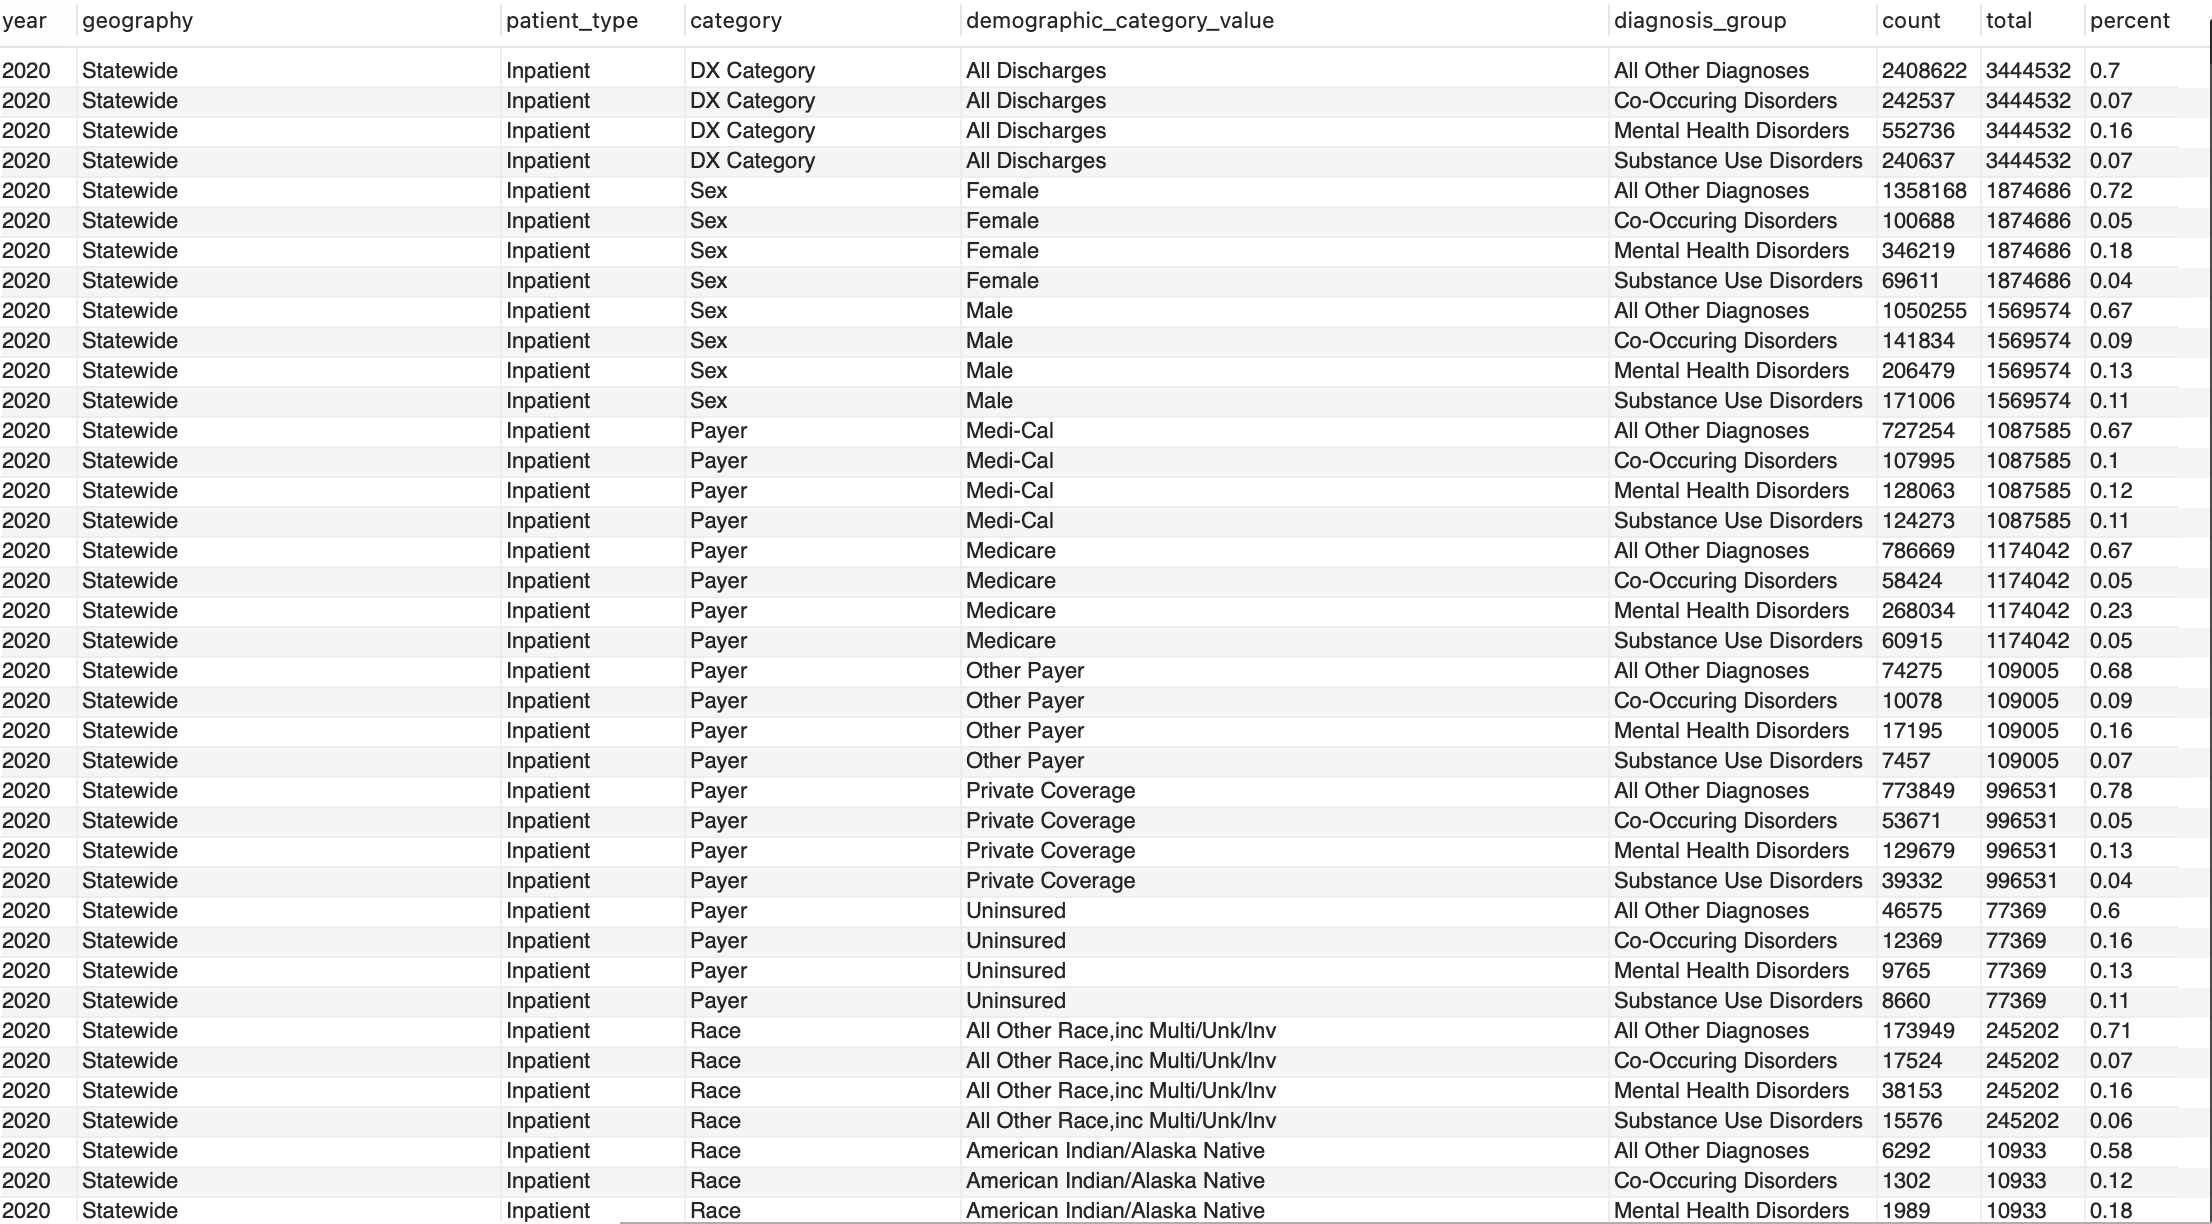 year geography patient_type category demographic_category_value diagnosis_group count total percent
2020 Statewide Inpatient DX Category All Discharges All Other Diagnoses 2408622 3444532 0.7
2020 Statewide Inpatient DX Category All Discharges Co-Occuring Disorders 242537 3444532 0.07
2020 Statewide Inpatient DX Category All Discharges Mental Health Disorders 552736 3444532 0.16
2020 Statewide Inpatient DX Category All Discharges Substance Use Disorders 240637 3444532 0.07
2020 Statewide Inpatient Sex Female All Other Diagnoses 1358168 1874686 0.72
2020 Statewide Inpatient Sex Female Co-Occuring Disorders 100688 1874686 0.05
2020 Statewide Inpatient Sex Female Mental Health Disorders 346219 1874686 0.18
2020 Statewide Inpatient Sex Female Substance Use Disorders 69611 1874686 0.04
2020 Statewide Inpatient Sex Male All Other Diagnoses 1050255 1569574 0.67
2020 Statewide Inpatient Sex Male Co-Occuring Disorders 141834 1569574 0.09
2020 Statewide Inpatient Sex Male Mental Health Disorders 206479 1569574 0.13
2020 Statewide Inpatient Sex Male Substance Use Disorders 171006 1569574 0.11
2020 Statewide Inpatient Payer Medi-Cal All Other Diagnoses 727254 1087585 0.67
2020 Statewide Inpatient Payer Medi-Cal Co-Occuring Disorders 107995 1087585 0.1
2020 Statewide Inpatient Payer Medi-Cal Mental Health Disorders 128063 1087585 0.12
2020 Statewide Inpatient Payer Medi-Cal Substance Use Disorders 124273 1087585 0.11
2020 Statewide Inpatient Payer Medicare All Other Diagnoses 786669 1174042 0.67
2020 Statewide Inpatient Payer Medicare Co-Occuring Disorders 58424 1174042 0.05
2020 Statewide Inpatient Payer Medicare Mental Health Disorders 268034 1174042 0.23
2020 Statewide Inpatient Payer Medicare Substance Use Disorders 60915 1174042 0.05
2020 Statewide Inpatient Payer Other Payer All Other Diagnoses 74275 109005 0.68
2020 Statewide Inpatient Payer Other Payer Co-Occuring Disorders 10078 109005 0.09
2020 Statewide Inpatient Payer Other Payer Mental Health Disorders 17195 109005 0.16
2020 Statewide Inpatient Payer Other Payer Substance Use Disorders 7457 109005 0.07
2020 Statewide Inpatient Payer Private Coverage All Other Diagnoses 773849 996531 0.78
2020 Statewide Inpatient Payer Private Coverage Co-Occuring Disorders 53671 996531 0.05
2020 Statewide Inpatient Payer Private Coverage Mental Health Disorders 129679 996531 0.13
2020 Statewide Inpatient Payer Private Coverage Substance Use Disorders 39332 996531 0.04
2020 Statewide Inpatient Payer Uninsured All Other Diagnoses 46575 77369 0.6
2020 Statewide Inpatient Payer Uninsured Co-Occuring Disorders 12369 77369 0.16
2020 Statewide Inpatient Payer Uninsured Mental Health Disorders 9765 77369 0.13
2020 Statewide Inpatient Payer Uninsured Substance Use Disorders 8660 77369 0.11
2020 Statewide Inpatient Race All Other Race,inc Multi/Unk/Inv All Other Diagnoses 173949 245202 0.71
2020 Statewide Inpatient Race All Other Race,inc Multi/Unk/Inv Co-Occuring Disorders 17524 245202 0.07
2020 Statewide Inpatient Race All Other Race,inc Multi/Unk/Inv Mental Health Disorders 38153 245202 0.16
2020 Statewide Inpatient Race All Other Race,inc Multi/Unk/Inv Substance Use Disorders 15576 245202 0.06
2020 Statewide Inpatient Race American Indian/Alaska Native All Other Diagnoses 6292 10933 0.58
2020 Statewide Inpatient Race American Indian/Alaska Native Co-Occuring Disorders 1302 10933 0.12
2020 Statewide Inpatient Race American Indian/Alaska Native Mental Health Disorders 1989 10933 0.18